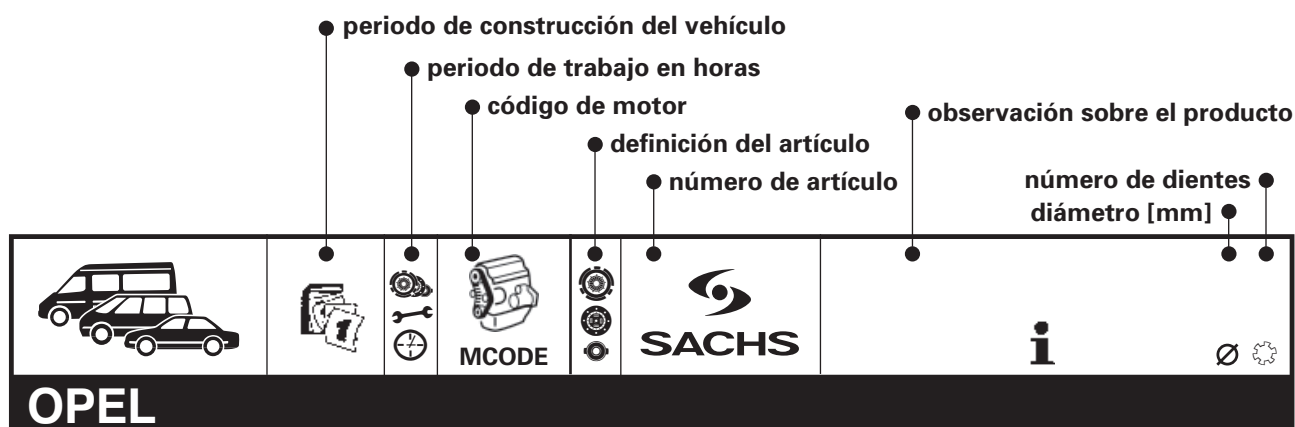 periodo de construcción del vehículo
periodo de trabajo en horas
código de motor
observación sobre el producto
definición del artículo
número de artículo
número de dientes
diámetro [mm]
1
MCODE
SACHS
i
Ø
OPEL